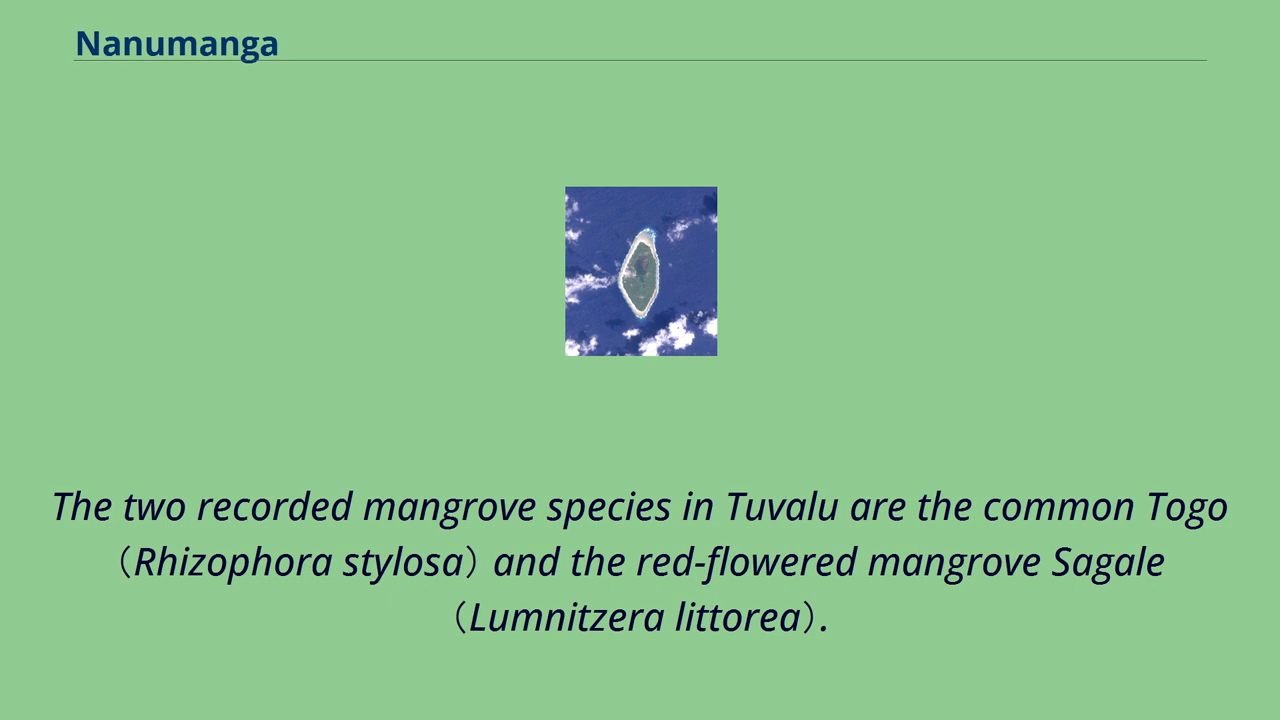 Nanumanga
The two recorded mangrove species in Tuvalu are the common Togo
（Rhizophora stylosa）and the red-flowered mangrove Sagale
（Lumnitzera littorea）.